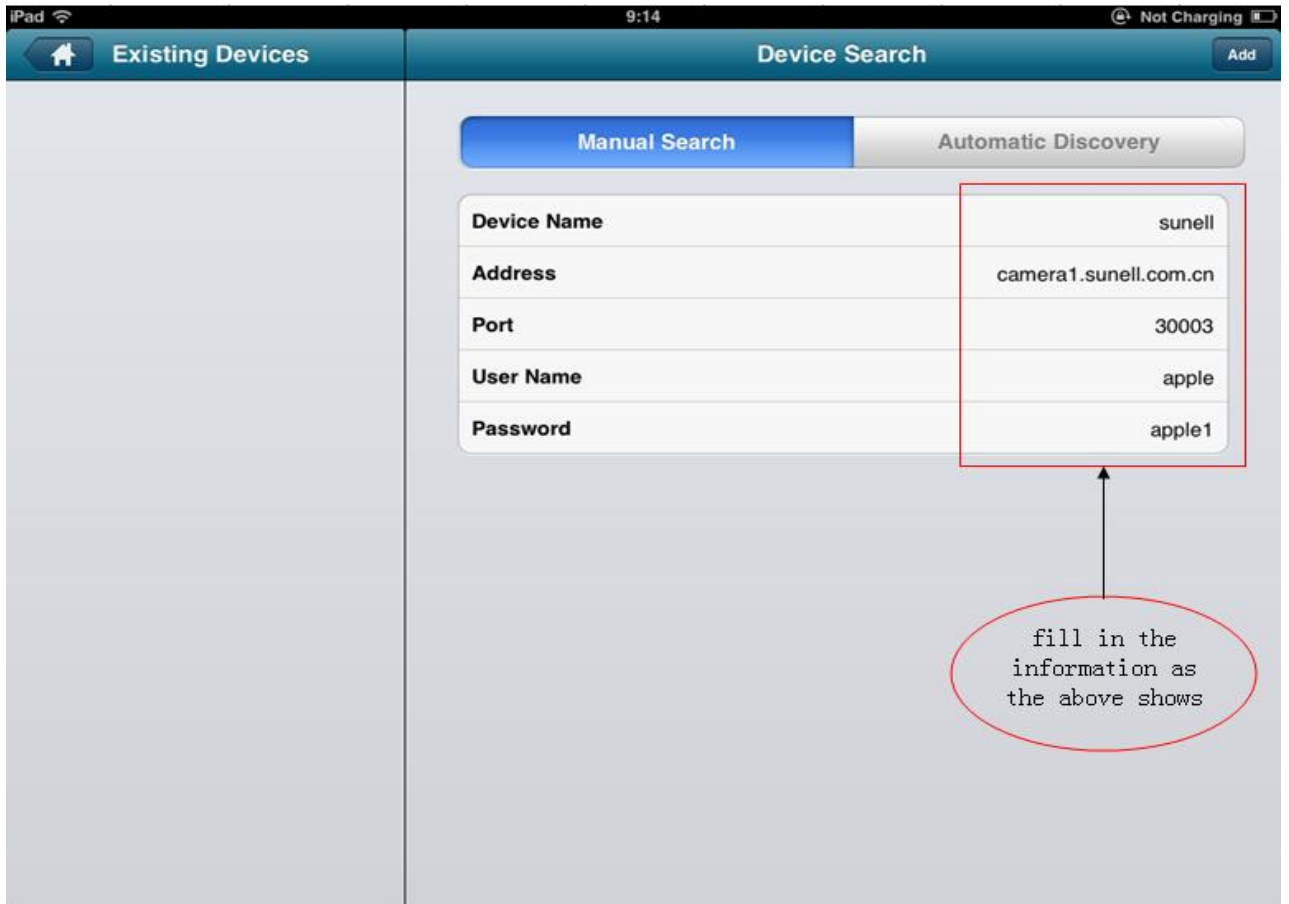 iPad 9:14 Not Charging
Existing Devices Device Search Add
Manual Search Automatic Discovery
Device Name sunell
Address camera1.sunell.com.cn
Port 30003
User Name apple
Password apple1
fill in the
information as
the above shows